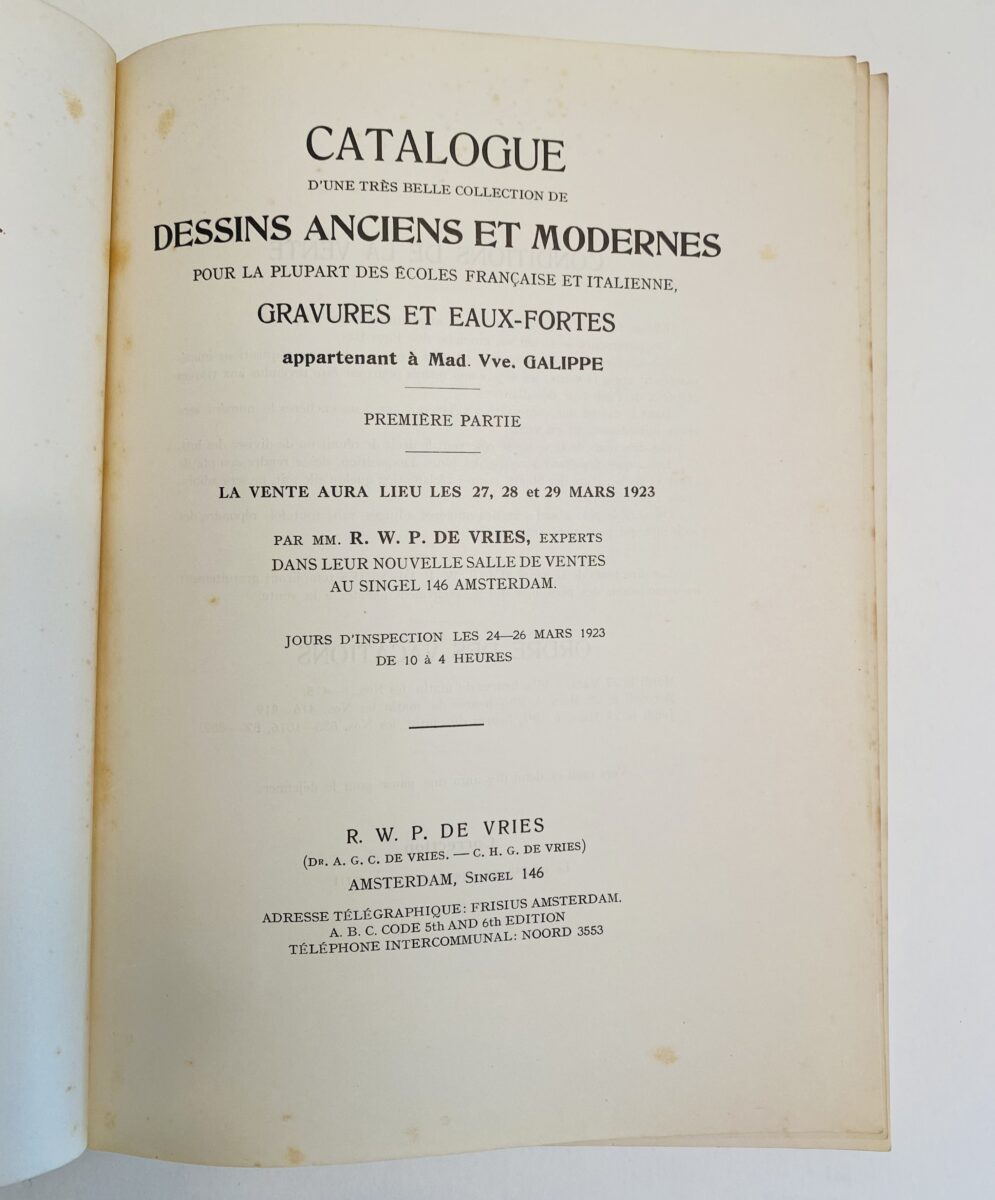 CATALOGUE
D'UNE TRÈS BELLE COLLECTION DE
DESSINS ANCIENS ET MODERNES
POUR LA PLUPART DES ÉCOLES FRANÇAISE ET ITALIENNE,
GRAVURES ET EAUX-FORTES
appartenant à Mad. Vve. GALIPPE
PREMIÈRE PARTIE
LA VENTE AURA LIEU LES 27, 28 et 29 MARS 1923
PAR MM. R. W. P. DE VRIES, EXPERTS
DANS LEUR NOUVELLE SALLE DE VENTES
AU SINGEL 146 AMSTERDAM.
JOURS D'INSPECTION LES 24—26 MARS 1923
DE 10 à 4 HEURES
R. W. P. DE VRIES
(DR. A. G. C. DE VRIES. — C. H. G. DE VRIES)
AMSTERDAM, SINGEL 146
ADRESSE TÉLÉGRAPHIQUE: FRISIUS AMSTERDAM.
A. B. C. CODE 5th AND 6th EDITION
TÉLÉPHONE INTERCOMMUNAL: NOORD 3553